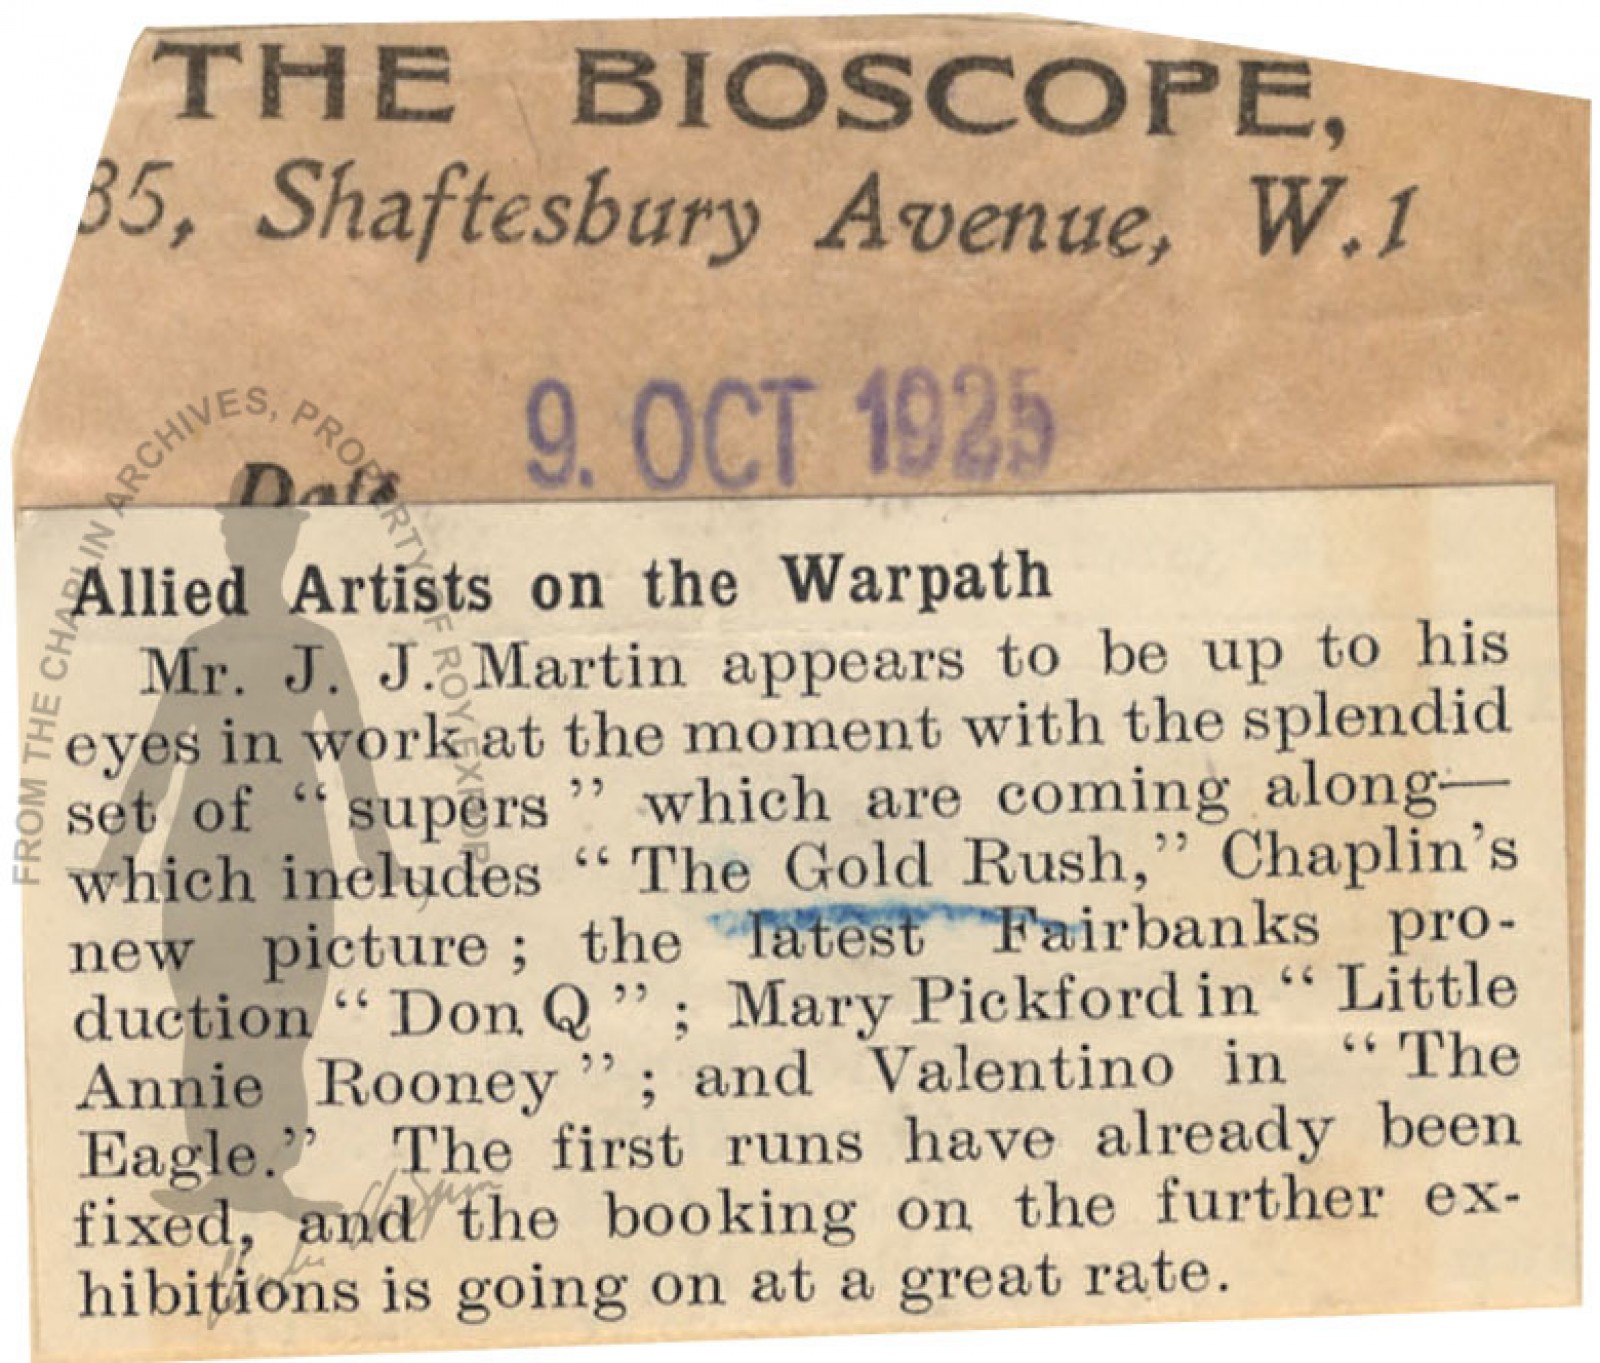 THE BIOSCOPE,
85, Shaftesbury Avenue, W.1
9. OCT 1925
Date
Allied Artists on the Warpath
Mr. J. J. Martin appears to be up to his
eyes in work at the moment with the splendid
set of “ supers ” which are coming along—
which includes “ The Gold Rush,” Chaplin’s
new picture ; the latest Fairbanks pro-
duction “ Don Q ” ; Mary Pickford in “ Little
Annie Rooney ” ; and Valentino in “ The
Eagle.” The first runs have already been
fixed, and the booking on the further ex-
hibitions is going on at a great rate.
FROM THE CHAPLIN ARCHIVES, PROPERTY OF ROY EXPORT